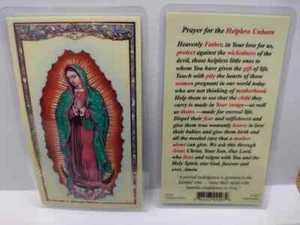 Prayer for the Helpless Unborn
Heavenly Father, in Your love for us,
protect against the wickedness of the
devil, those helpless little ones to
whom You have given the gift of life.
Touch with pity the hearts of those
women pregnant in our world today
who are not thinking of motherhood.
Help them to see that the child they
carry is made in Your image - as well
as theirs - made for eternal
Dispel their fear and selfishness and
give them true womanly hearts to love
their babies and give them birth and
all the needed care that a mother
alone can give. We ask this through
Jesus Christ, Your Son, Our Lord,
who lives and reigns with You and the
Holy Spirit, one God, forever and
ever, Amen.
A partial indulgence is granted to the